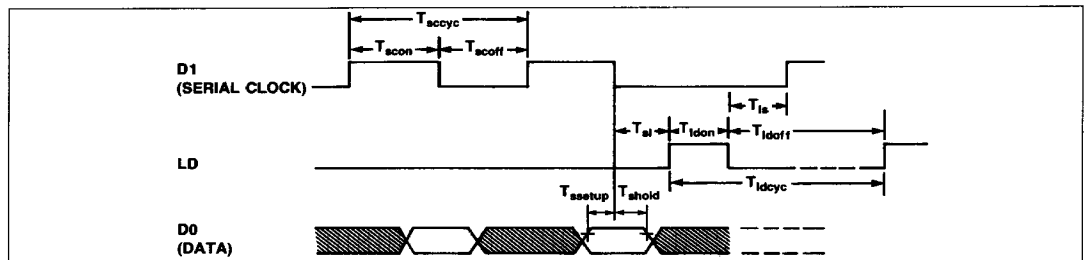 Tsccyc
Tscon Tscoff
D1
(SERIAL CLOCK)
Tls
Tsl Tldon Tldoff
LD
Tldcyc
Tssetup Tshold
D0
(DATA)